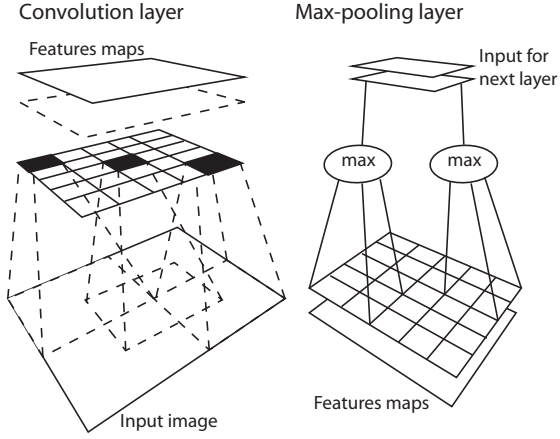 Convolution layer
Features maps
Input image
Max-pooling layer
Input for
next layer
max
max
Features maps